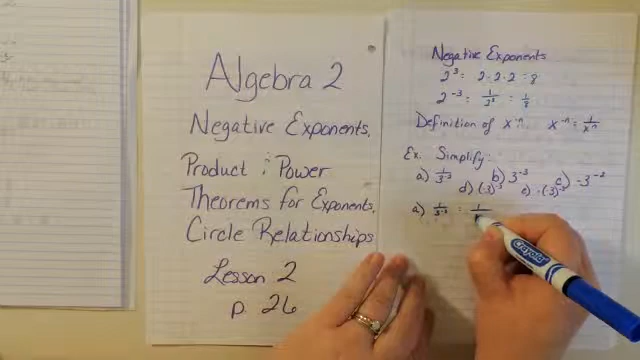 Algebra 2
Negative Exponents,
Product & Power
Theorems for Exponents,
Circle Relationships
Lesson 2
p. 26
Negative Exponents
2³ = 2·2·2 = 8
2⁻³ = 1/2³ = 1/8
Definition of x⁻ⁿ x⁻ⁿ = 1/xⁿ
Ex. Simplify:
a) 1/3⁻³ b) 3⁻³ c) -3⁻²
d) (-3)⁻³ e) -(-3)⁻³
a) 1/3⁻³ = 1/
Crayola